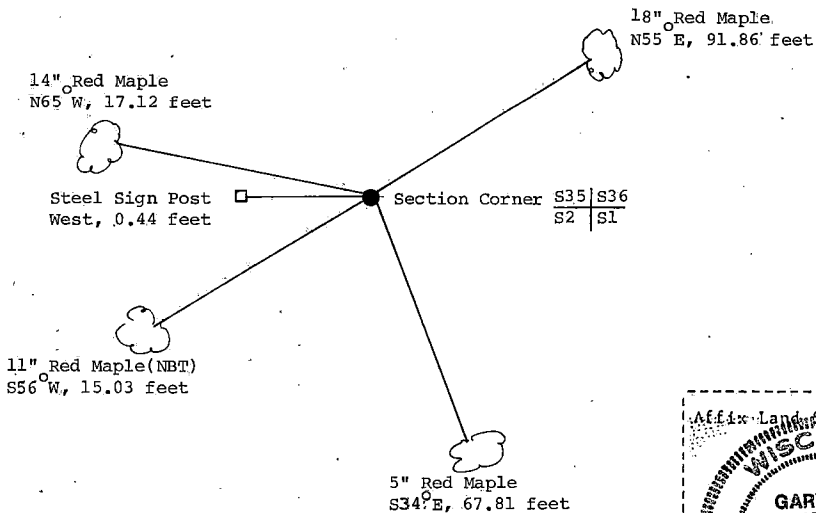 18" Red Maple
N55°E, 91.86 feet
14" Red Maple
N65°W, 17.12 feet
Steel Sign Post
West, 0.44 feet
Section Corner S35 S36
S2 S1
11" Red Maple(NBT)
S56°W, 15.03 feet
5" Red Maple
S34°E, 67.81 feet
Affix Land
WISC
GAR